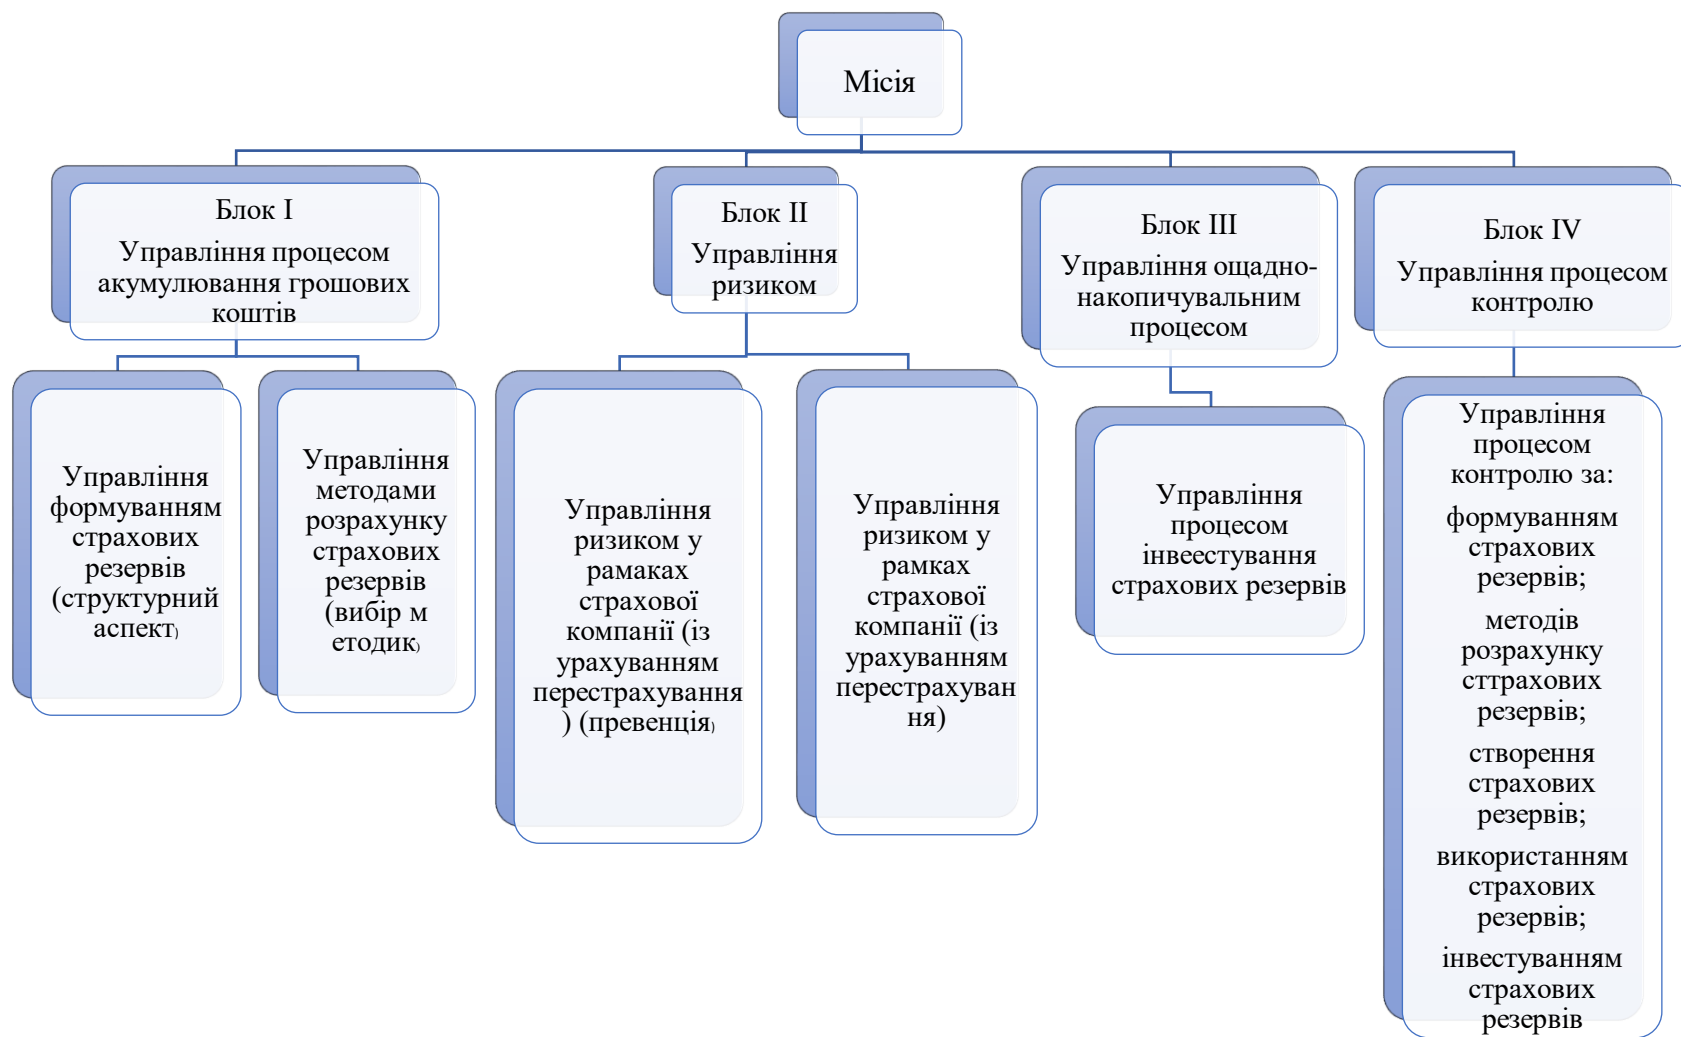 Місія
Блок I
Управління процесом
акумулювання грошових
коштів
Блок II
Управління
ризиком
Блок III
Управління ощадно-
накопичувальним
процесом
Блок IV
Управління процесом
контролю
Управління
формуванням
страхових
резервів
(структурний
аспект)
Управління
методами
розрахунку
страхових
резервів
(вибір м
етодик)
Управління
ризиком у
рамаках
страхової
компанії (із
урахуванням
перестрахування
) (превенція)
Управління
ризиком у
рамках
страхової
компанії (із
урахуванням
перестрахуван
ня)
Управління
процесом
інвеестування
страхових резервів
Управління
процесом
контролю за:
формуванням
страхових
резервів;
методів
розрахунку
сттрахових
резервів;
створення
страхових
резервів;
використанням
страхових
резервів;
інвестуванням
страхових
резервів